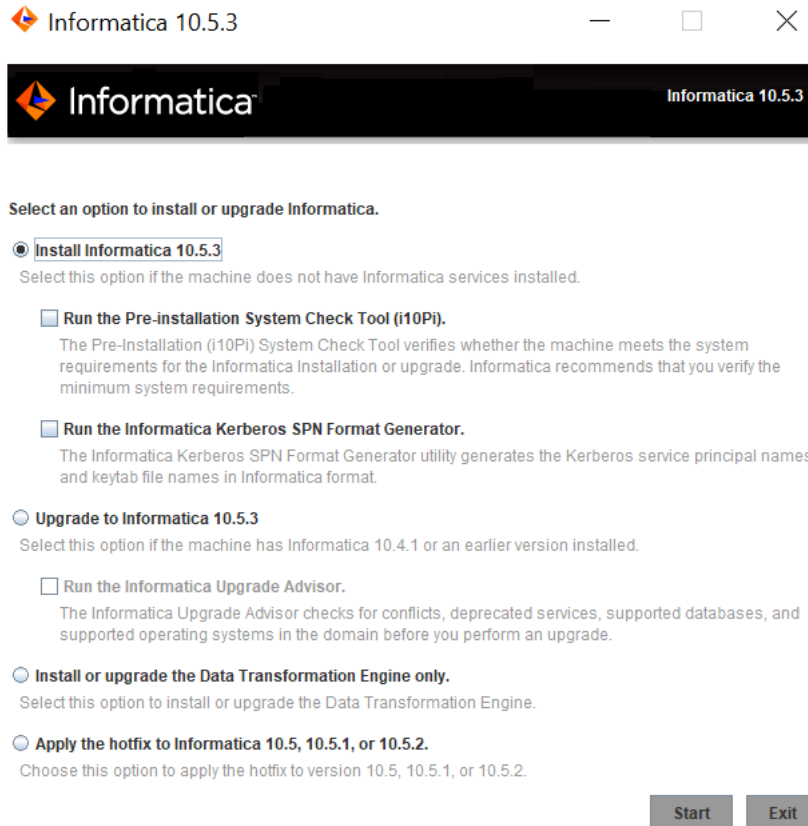 Informatica 10.5.3
Informatica
Informatica 10.5.3
Select an option to install or upgrade Informatica.
Install Informatica 10.5.3
Select this option if the machine does not have Informatica services installed.
Run the Pre-installation System Check Tool (i10Pi).
The Pre-Installation (i10Pi) System Check Tool verifies whether the machine meets the system
requirements for the Informatica Installation or upgrade. Informatica recommends that you verify the
minimum system requirements.
Run the Informatica Kerberos SPN Format Generator.
The Informatica Kerberos SPN Format Generator utility generates the Kerberos service principal names
and keytab file names in Informatica format.
Upgrade to Informatica 10.5.3
Select this option if the machine has Informatica 10.4.1 or an earlier version installed.
Run the Informatica Upgrade Advisor.
The Informatica Upgrade Advisor checks for conflicts, deprecated services, supported databases, and
supported operating systems in the domain before you perform an upgrade.
Install or upgrade the Data Transformation Engine only.
Select this option to install or upgrade the Data Transformation Engine.
Apply the hotfix to Informatica 10.5, 10.5.1, or 10.5.2.
Choose this option to apply the hotfix to version 10.5, 10.5.1, or 10.5.2.
Start Exit